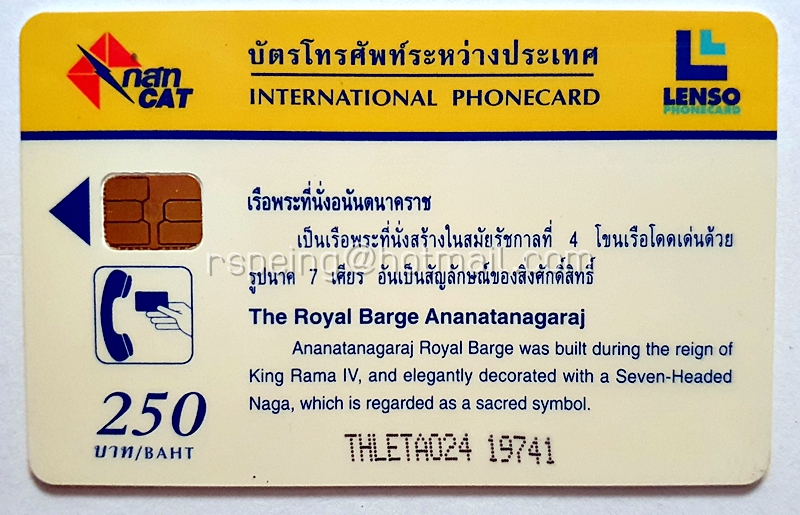 กสท
CAT
บัตรโทรศัพท์ระหว่างประเทศ
INTERNATIONAL PHONECARD
LENSO
PHONECARD
เรือพระที่นั่งอนันตนาคราช
เป็นเรือพระที่นั่งสร้างในสมัยรัชกาลที่ 4 โขนเรือโดดเด่นด้วย
rspeing@hotmail.com
รูปนาค 7 เศียร อันเป็นสัญลักษณ์ของสิ่งศักดิ์สิทธิ์
The Royal Barge Ananatanagaraj
Ananatanagaraj Royal Barge was built during the reign of
King Rama IV, and elegantly decorated with a Seven-Headed
Naga, which is regarded as a sacred symbol.
250
บาท/BAHT
THLETA024 19741